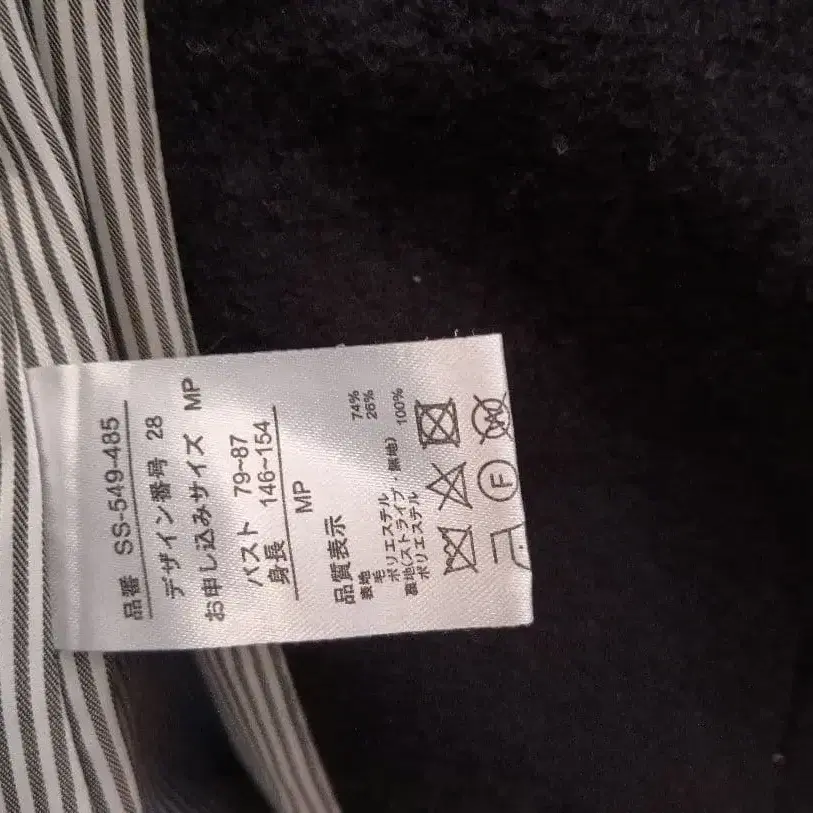 品番 SS-549-485
デザイン番号 28
お申し込みサイズ MP
バスト 79~87
身長 146~154
MP
品質表示
表地
毛 74%
ポリエステル 26%
裏地(ストライプ・無地)
ポリエステル 100%
F